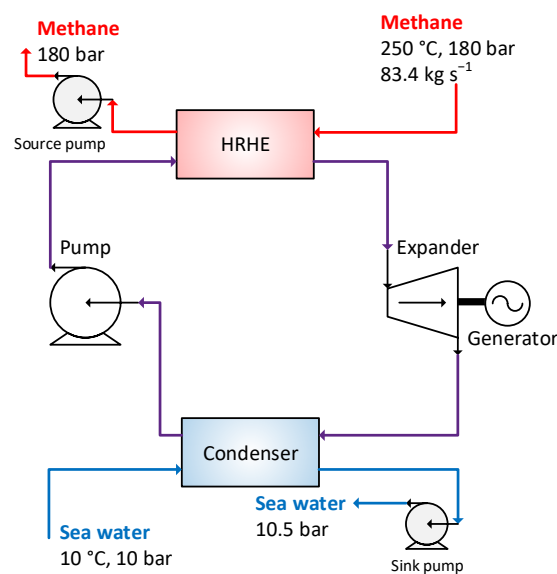 Methane
180 bar
Source pump
Methane
250 °C, 180 bar
83.4 kg s⁻¹
HRHE
Pump
Expander
Generator
Condenser
Sea water
10 °C, 10 bar
Sea water
10.5 bar
Sink pump